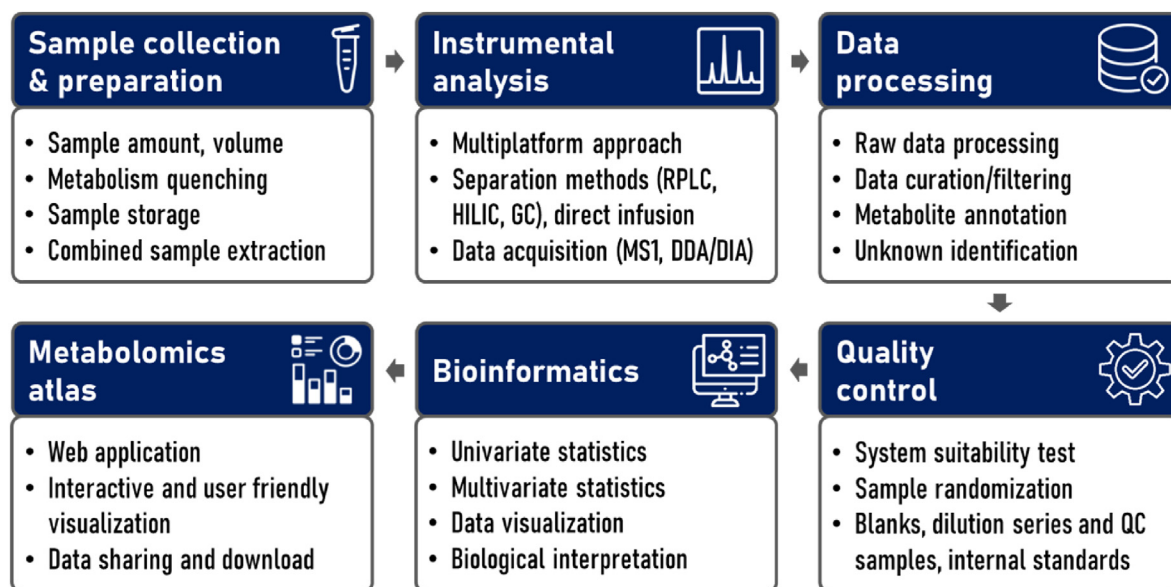 Sample collection
& preparation
• Sample amount, volume
• Metabolism quenching
• Sample storage
• Combined sample extraction
Instrumental
analysis
• Multiplatform approach
• Separation methods (RPLC,
HILIC, GC), direct infusion
• Data acquisition (MS1, DDA/DIA)
Data
processing
• Raw data processing
• Data curation/filtering
• Metabolite annotation
• Unknown identification
Metabolomics
atlas
• Web application
• Interactive and user friendly
visualization
• Data sharing and download
Bioinformatics
• Univariate statistics
• Multivariate statistics
• Data visualization
• Biological interpretation
Quality
control
• System suitability test
• Sample randomization
• Blanks, dilution series and QC
samples, internal standards